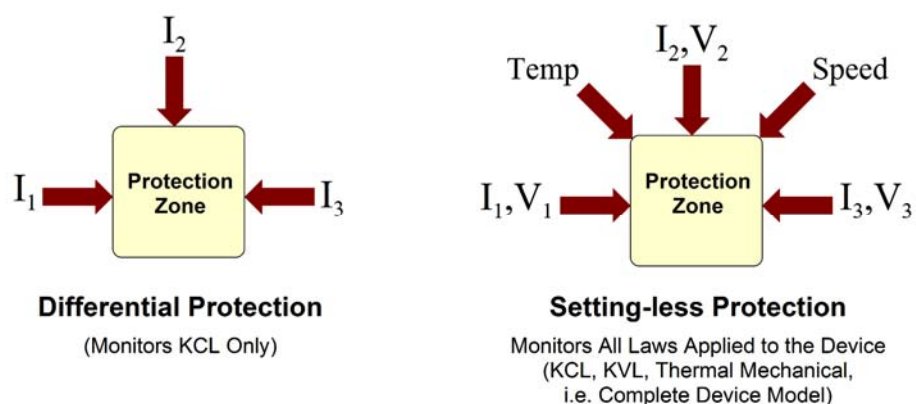 I₂
I₁
Protection
Zone
I₃
Differential Protection
(Monitors KCL Only)
I₂,V₂
Temp
Speed
I₁,V₁
Protection
Zone
I₃,V₃
Setting-less Protection
Monitors All Laws Applied to the Device
(KCL, KVL, Thermal Mechanical,
i.e. Complete Device Model)